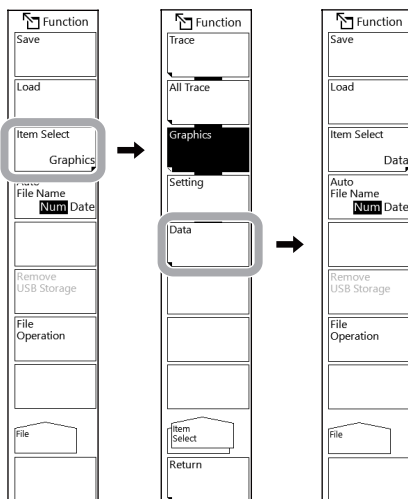 Function
Save
Load
Item Select
Graphics
Auto
File Name
Num Date
Remove
USB Storage
File
Operation
File
Function
Trace
All Trace
Graphics
Setting
Data
Item
Select
Return
Function
Save
Load
Item Select
Data
Auto
File Name
Num Date
Remove
USB Storage
File
Operation
File